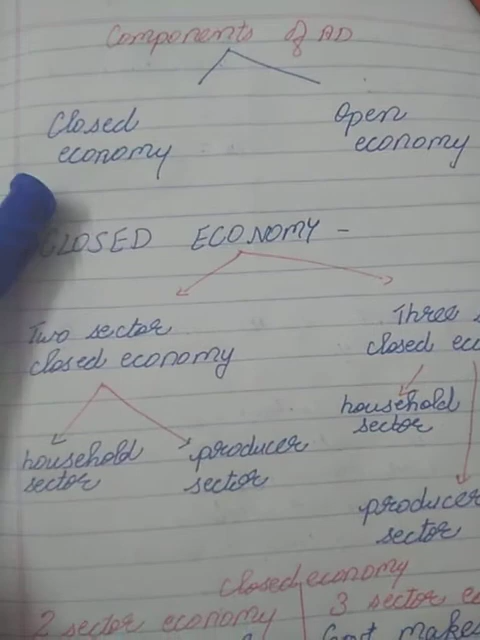 Components of AD
Closed
economy
Open
economy
CLOSED ECONOMY -
Two sector
closed economy
Three
closed
household
sector
producer
sector
household
sector
producer
sector
closed economy
2 sector economy
3 sector
Govt makes